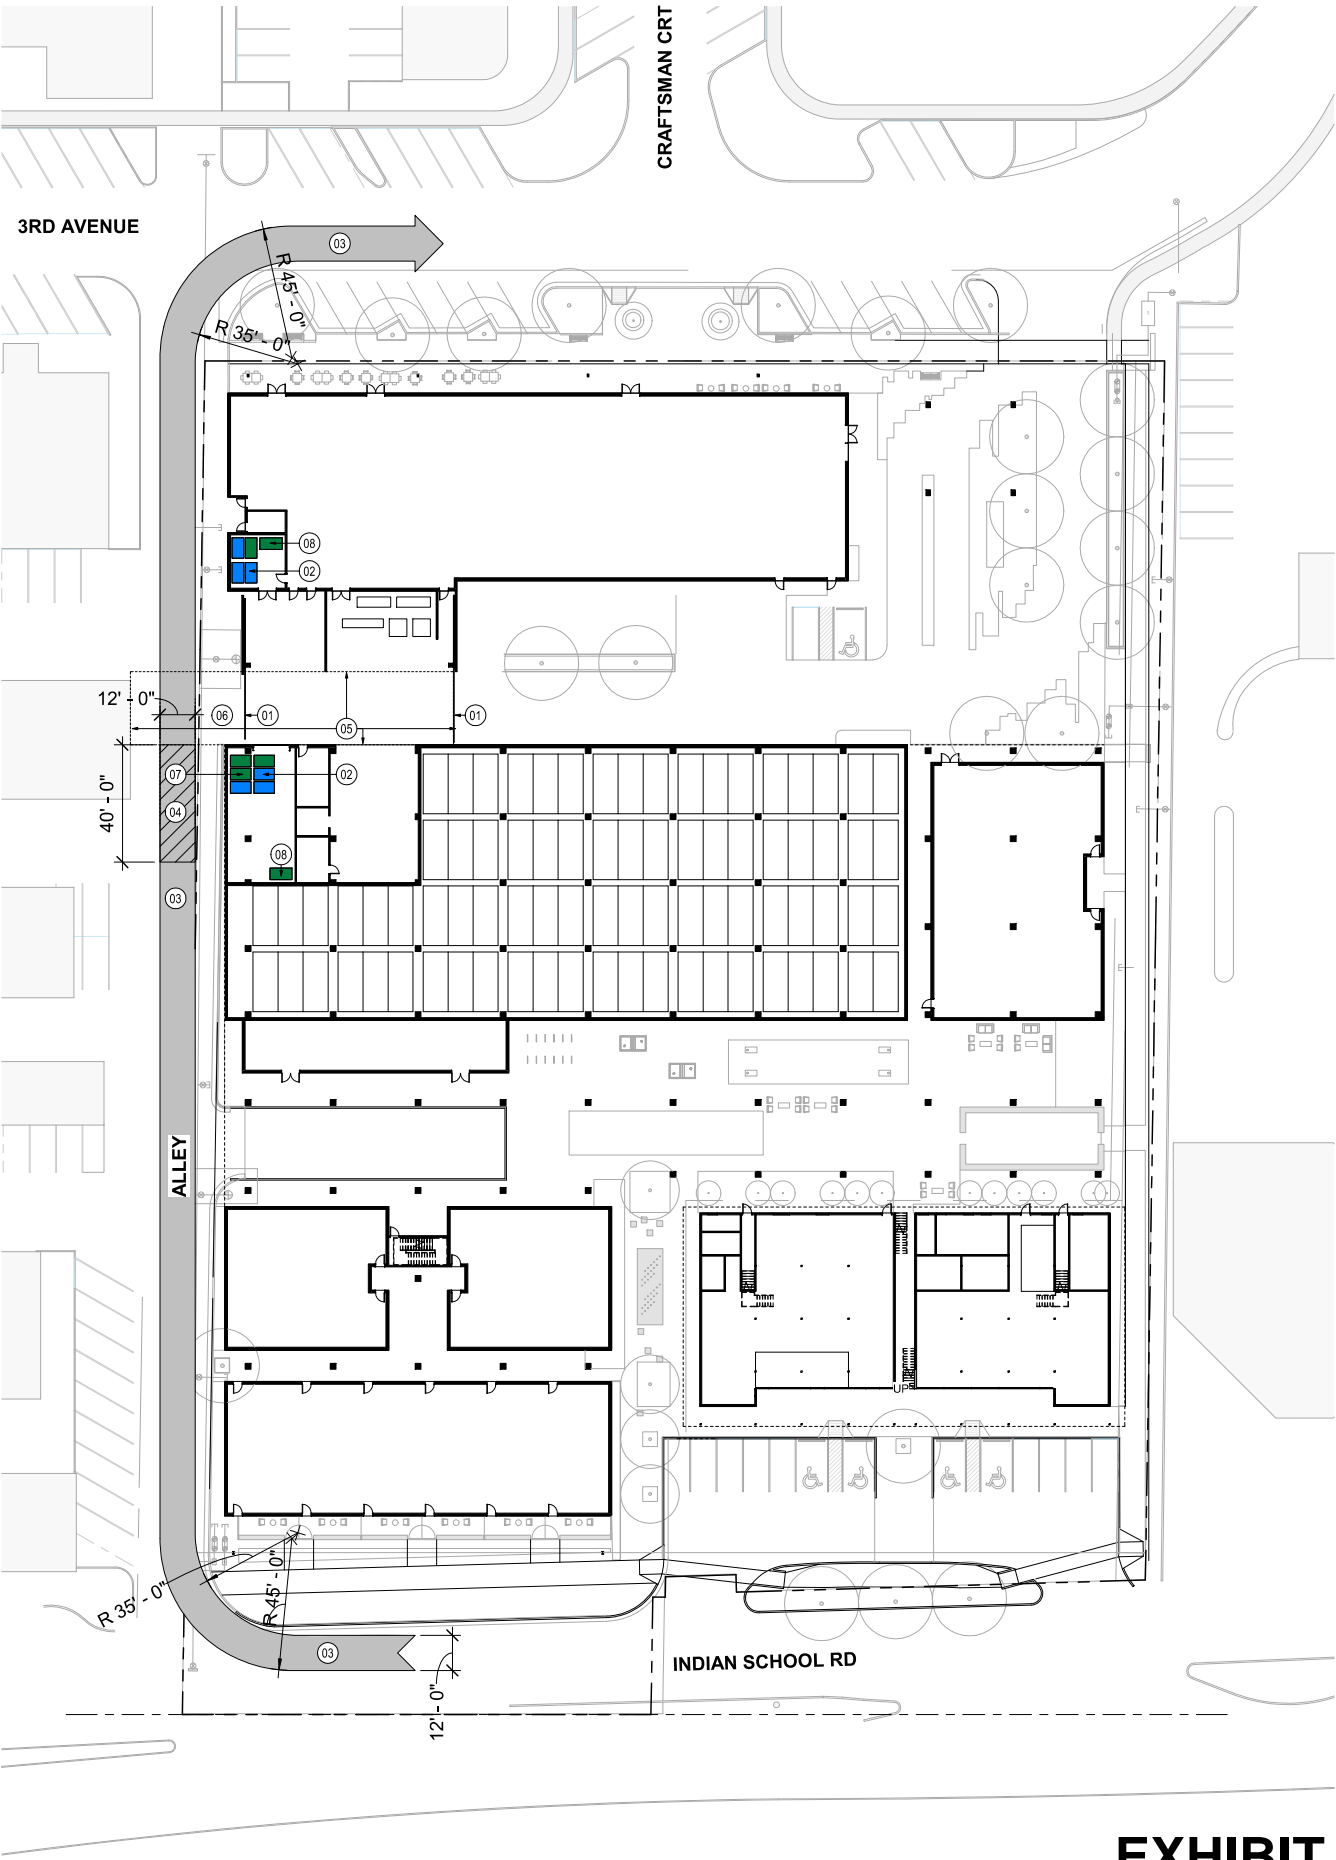 CRAFTSMAN CRT
3RD AVENUE
03
R 45' - 0"
R 35' - 0"
08
02
12' - 0"
06
01
01
05
07
02
40' - 0"
04
08
03
ALLEY
UP
R 35' - 0"
R 45' - 0"
03
INDIAN SCHOOL RD
12' - 0"
EXHIBIT